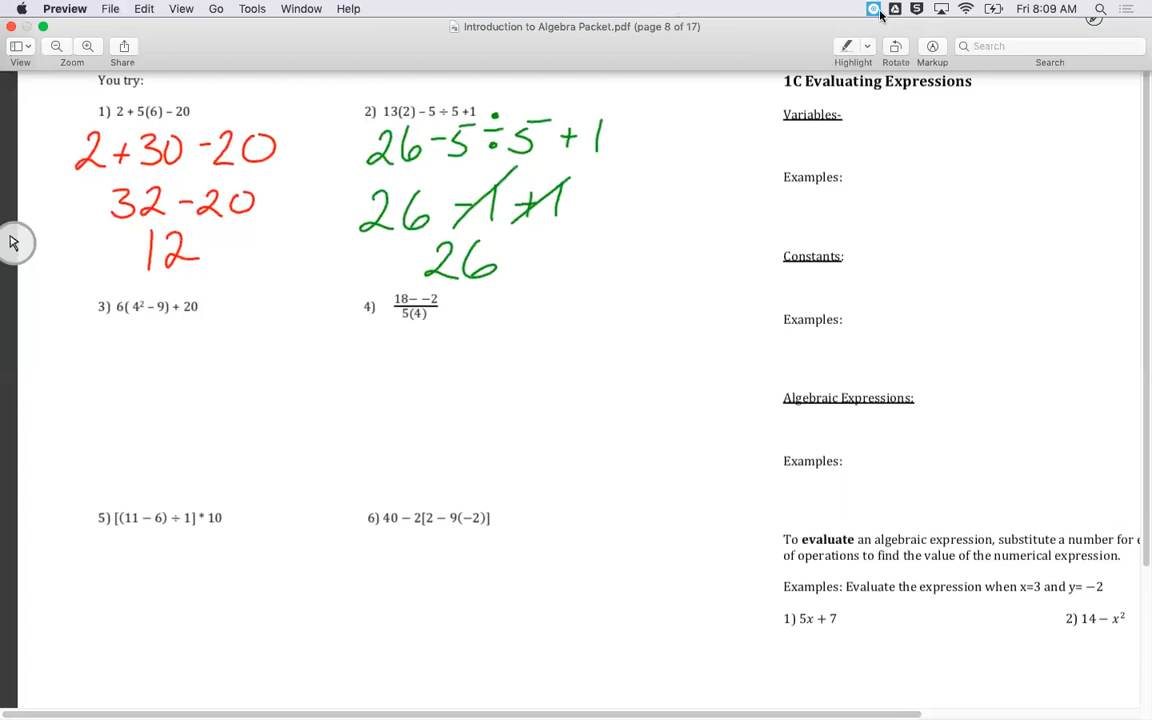 Preview File Edit View Go Tools Window Help Fri 8:09 AM
Introduction to Algebra Packet.pdf (page 8 of 17)
Search
View Zoom Share Highlight Rotate Markup Search
You try:
1) 2 + 5(6) – 20
2+30 -20
32 -20
12
2) 13(2) – 5 ÷ 5 +1
26 -5 ÷ 5 + 1
26 -1 +1
26
3) 6( 4² – 9) + 20
4) 18− −2
5(4)
5) [(11 − 6) ÷ 1] * 10
6) 40 − 2[2 − 9(−2)]
1C Evaluating Expressions
Variables-
Examples:
Constants:
Examples:
Algebraic Expressions:
Examples:
To evaluate an algebraic expression, substitute a number for
of operations to find the value of the numerical expression.
Examples: Evaluate the expression when x=3 and y= −2
1) 5x + 7
2) 14 − x²